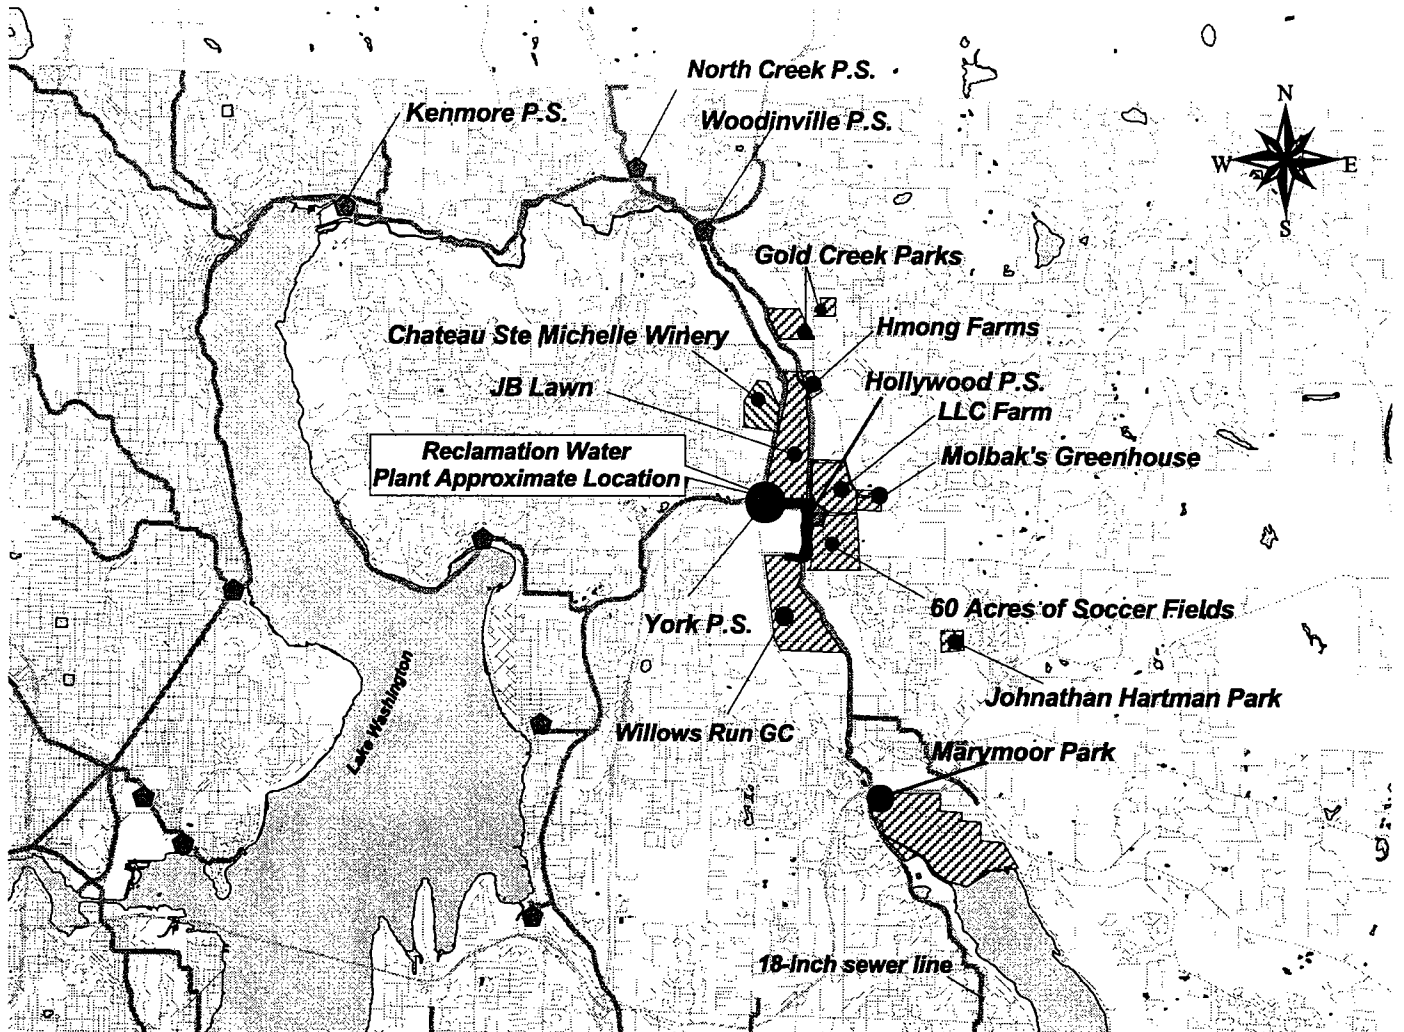 North Creek P.S.
Kenmore P.S.
Woodinville P.S.
N
W
E
S
Gold Creek Parks
Chateau Ste Michelle Winery
Hmong Farms
JB Lawn
Hollywood P.S.
LLC Farm
Reclamation Water
Plant Approximate Location
Molbak's Greenhouse
York P.S.
60 Acres of Soccer Fields
Lake Washington
Johnathan Hartman Park
Willows Run GC
Marymoor Park
18-inch sewer line